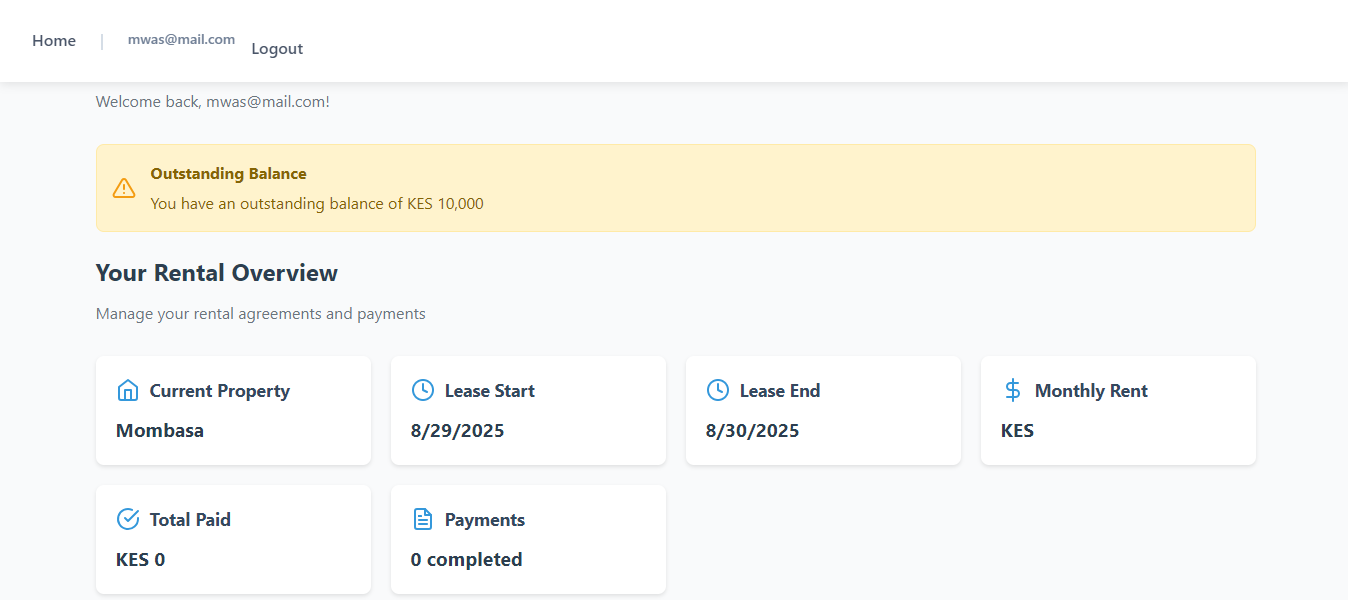 Home | mwas@mail.com Logout
Welcome back, mwas@mail.com!
Outstanding Balance
You have an outstanding balance of KES 10,000
Your Rental Overview
Manage your rental agreements and payments
Current Property
Mombasa
Lease Start
8/29/2025
Lease End
8/30/2025
Monthly Rent
KES
Total Paid
KES 0
Payments
0 completed